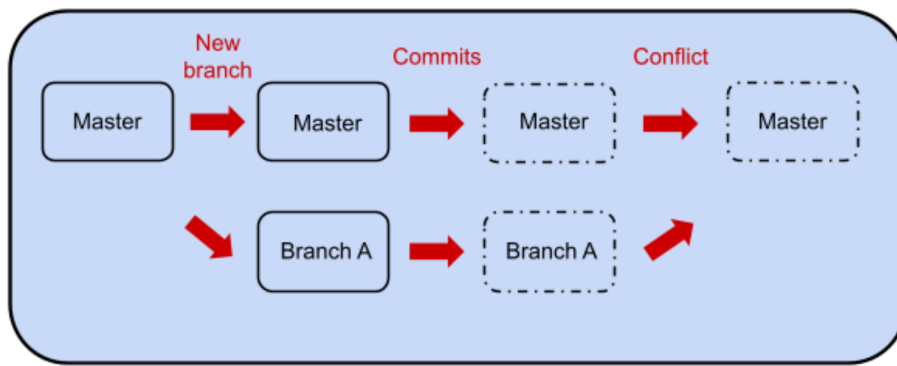 New
branch
Commits
Conflict
Master
Master
Master
Master
Branch A
Branch A